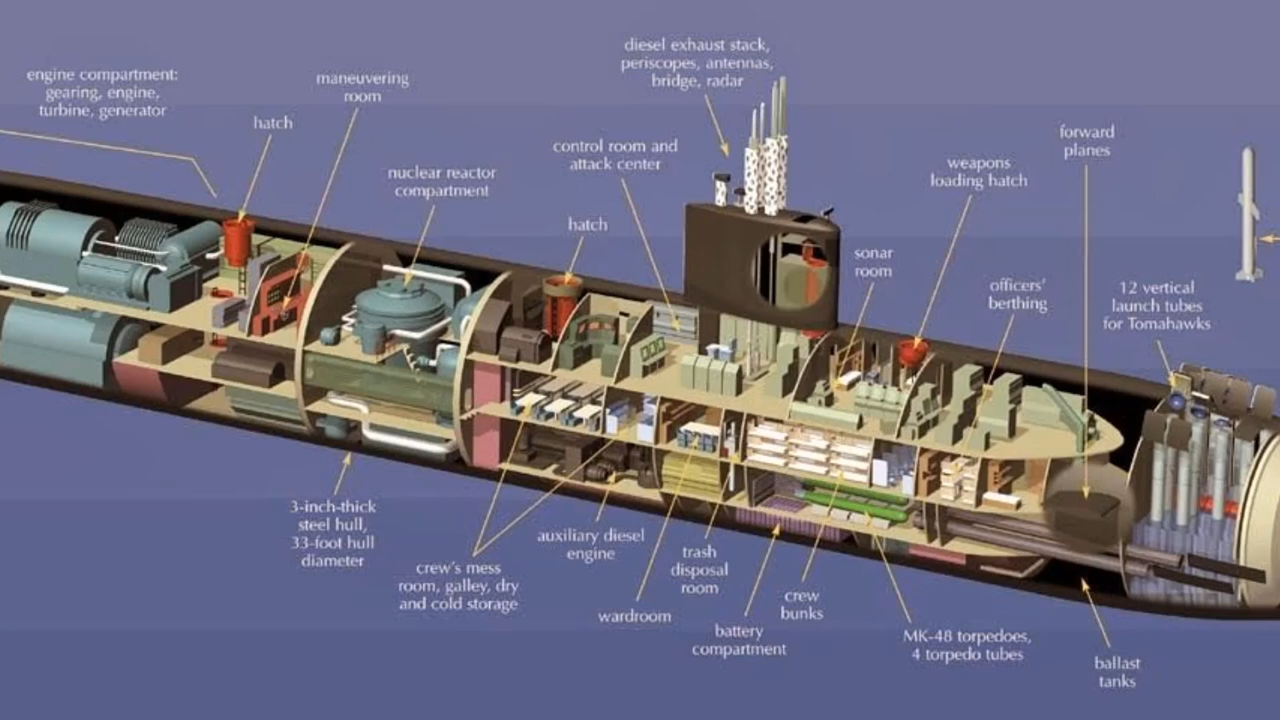 diesel exhaust stack,
periscopes, antennas,
bridge, radar
engine compartment:
gearing, engine,
turbine, generator
maneuvering
room
hatch
nuclear reactor
compartment
control room and
attack center
hatch
forward
planes
weapons
loading hatch
sonar
room
officers’
berthing
12 vertical
launch tubes
for Tomahawks
3-inch-thick
steel hull,
33-foot hull
diameter
crew’s mess
room, galley, dry
and cold storage
auxiliary diesel
engine
wardroom
trash
disposal
room
battery
compartment
crew
bunks
MK-48 torpedoes,
4 torpedo tubes
ballast
tanks